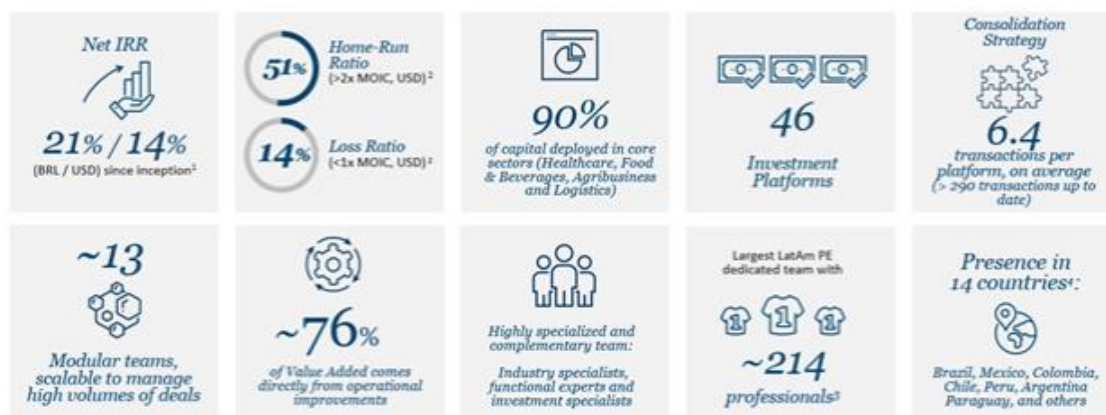 Net IRR
21% / 14%
(BRL / USD) since inception¹
51%
Home-Run
Ratio
(>2x MOIC, USD)²
14%
Loss Ratio
(<1x MOIC, USD)²
90%
of capital deployed in core
sectors (Healthcare, Food
& Beverages, Agribusiness
and Logistics)
46
Investment
Platforms
Consolidation
Strategy
6.4
transactions per
platform, on average
(> 290 transactions up to
date)
~13
Modular teams,
scalable to manage
high volumes of deals
~76%
of Value Added comes
directly from operational
improvements
Highly specialized and
complementary team:
Industry specialists,
functional experts and
investment specialists
Largest LatAm PE
dedicated team with
1 1 1
~214
professionals³
Presence in
14 countries⁴:
Brazil, Mexico, Colombia,
Chile, Peru, Argentina
Paraguay, and others